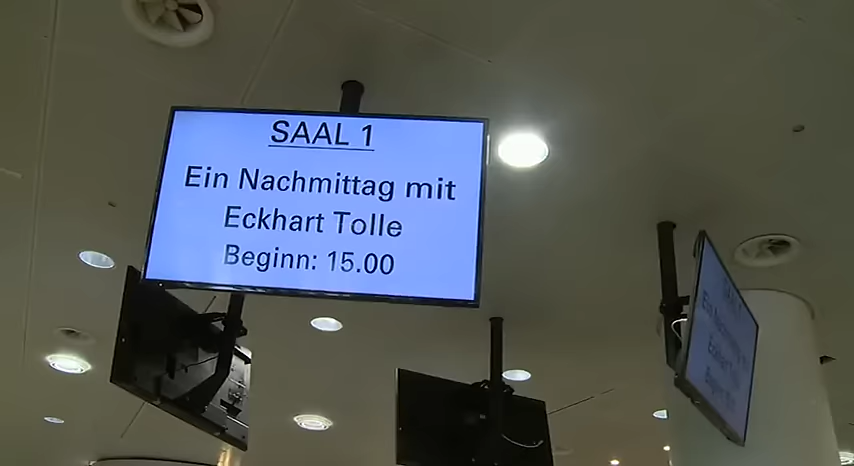 SAAL 1
Ein Nachmittag mit
Eckhart Tolle
Beginn: 15.00